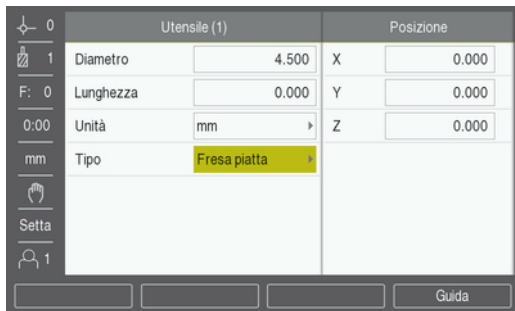 0 Utensile (1) Posizione
1 Diametro 4.500 X 0.000
F: 0 Lunghezza 0.000 Y 0.000
0:00 Unità mm Z 0.000
mm Tipo Fresa piatta
Setta
1
Guida